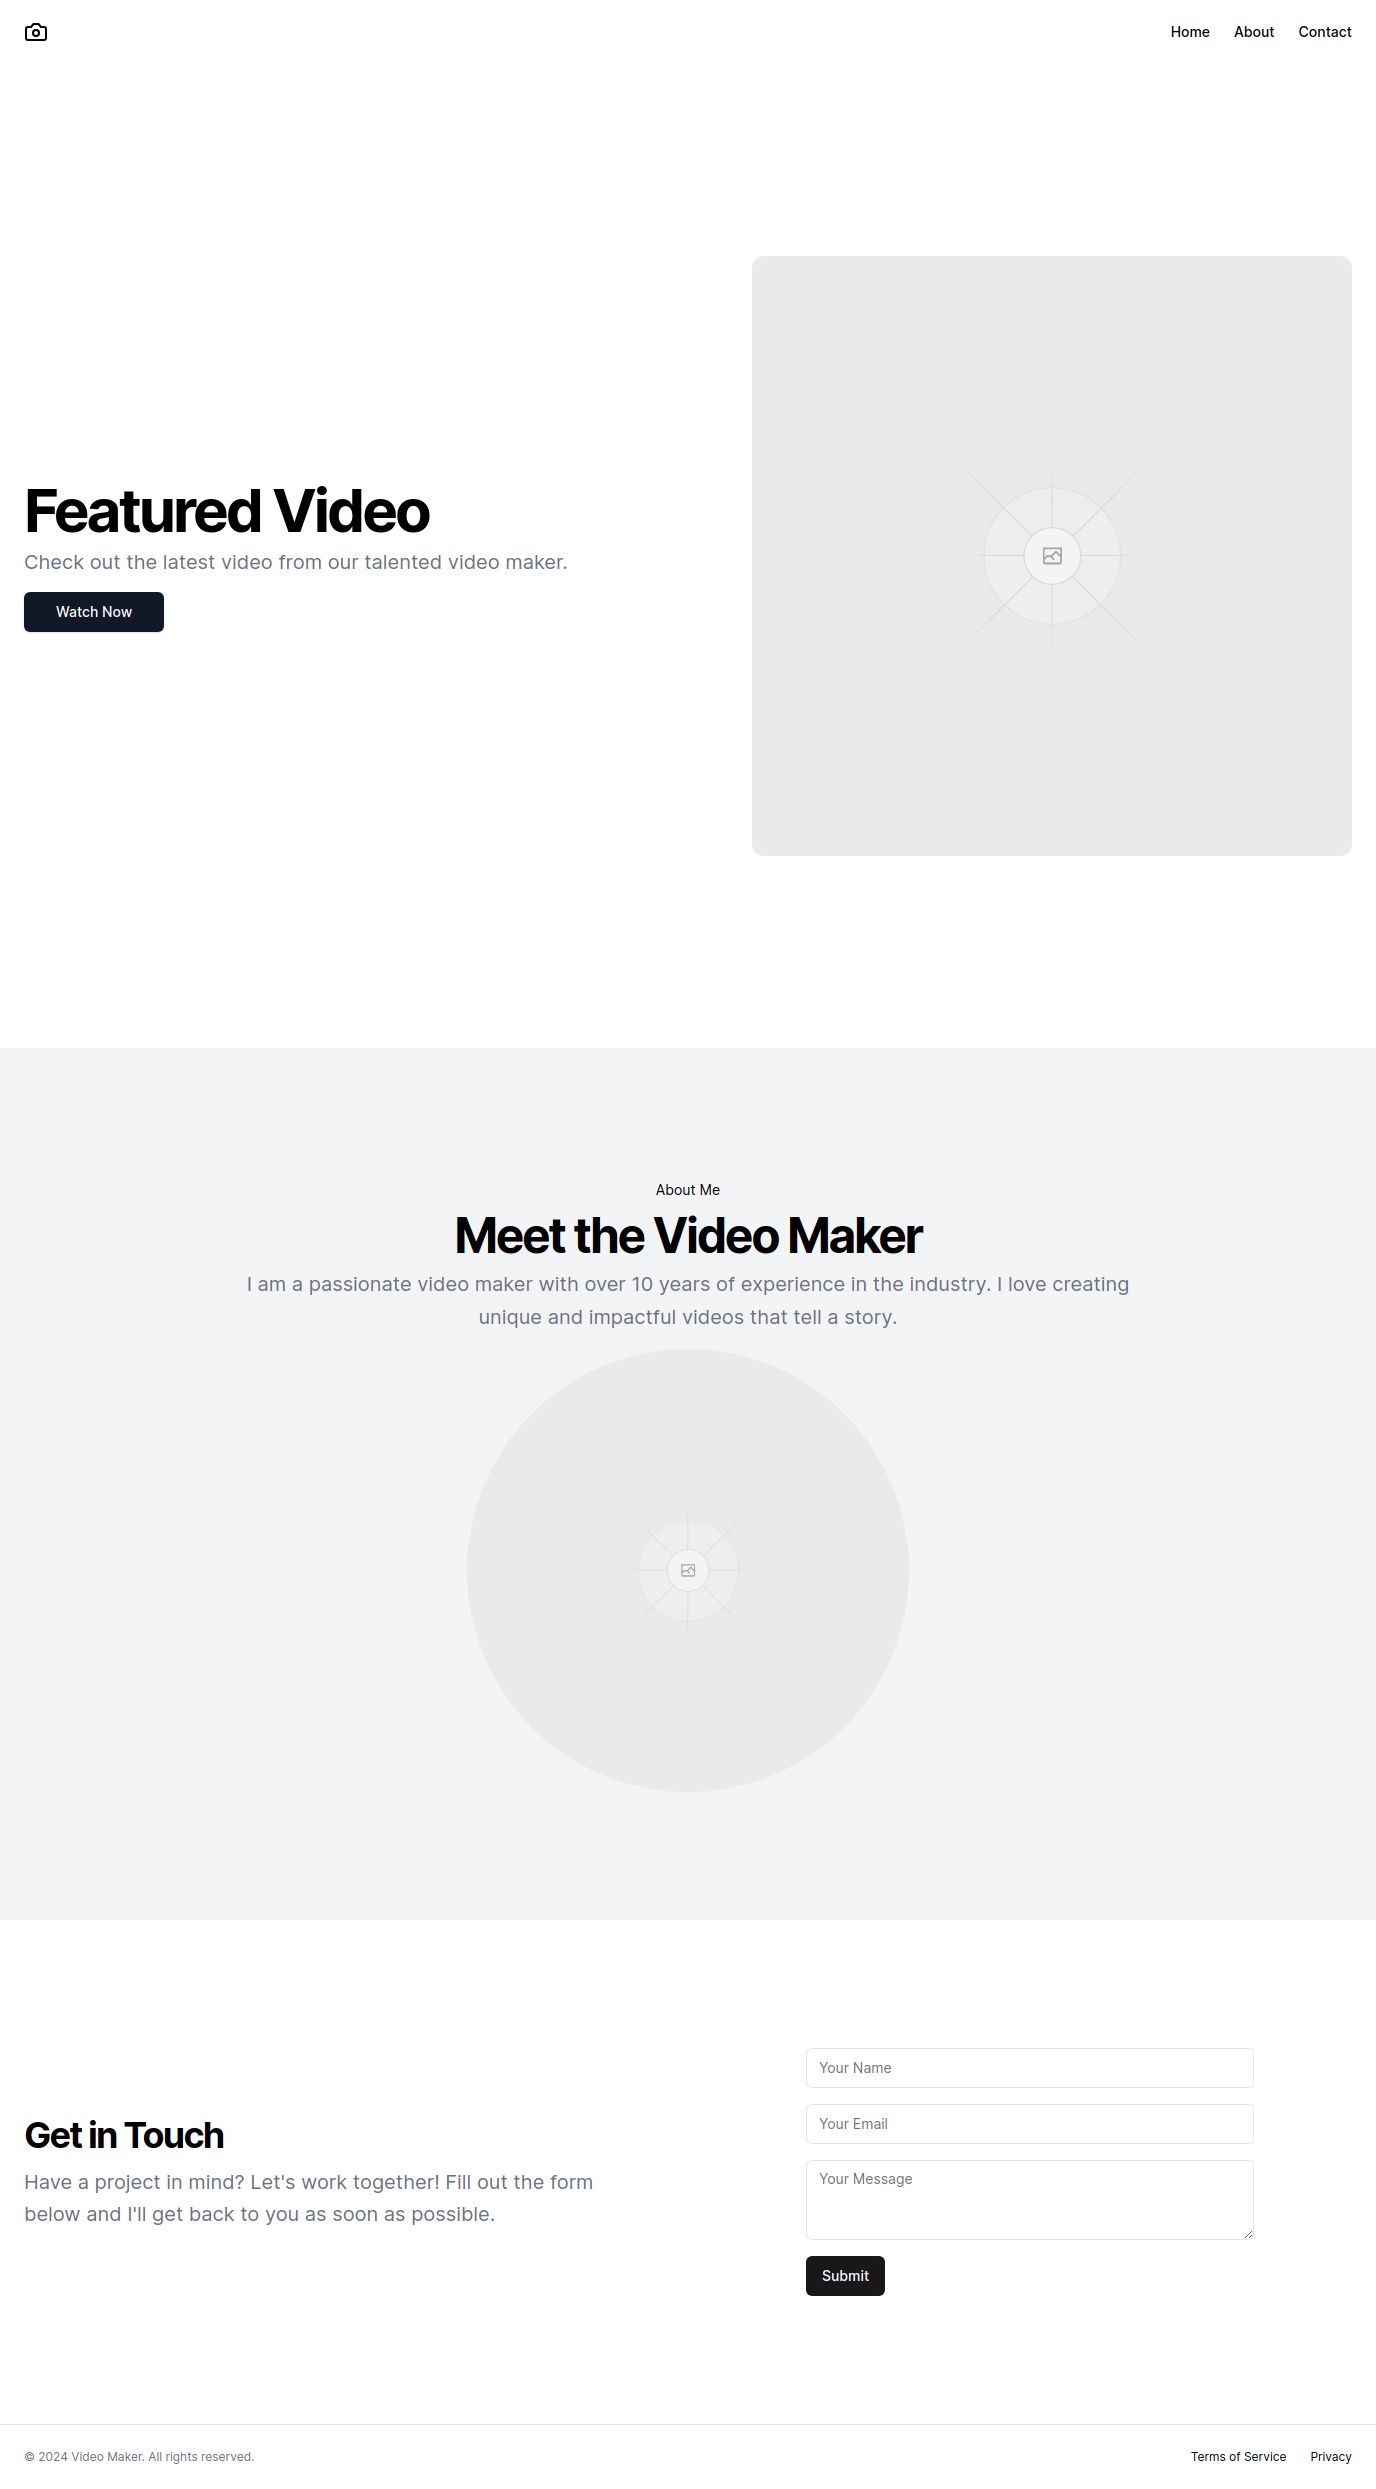 Home About Contact
Featured Video
Check out the latest video from our talented video maker.
Watch Now
About Me
Meet the Video Maker
I am a passionate video maker with over 10 years of experience in the industry. I love creating
unique and impactful videos that tell a story.
Get in Touch
Have a project in mind? Let's work together! Fill out the form
below and I'll get back to you as soon as possible.
Your Name
Your Email
Your Message
Submit
© 2024 Video Maker. All rights reserved.
Terms of Service Privacy